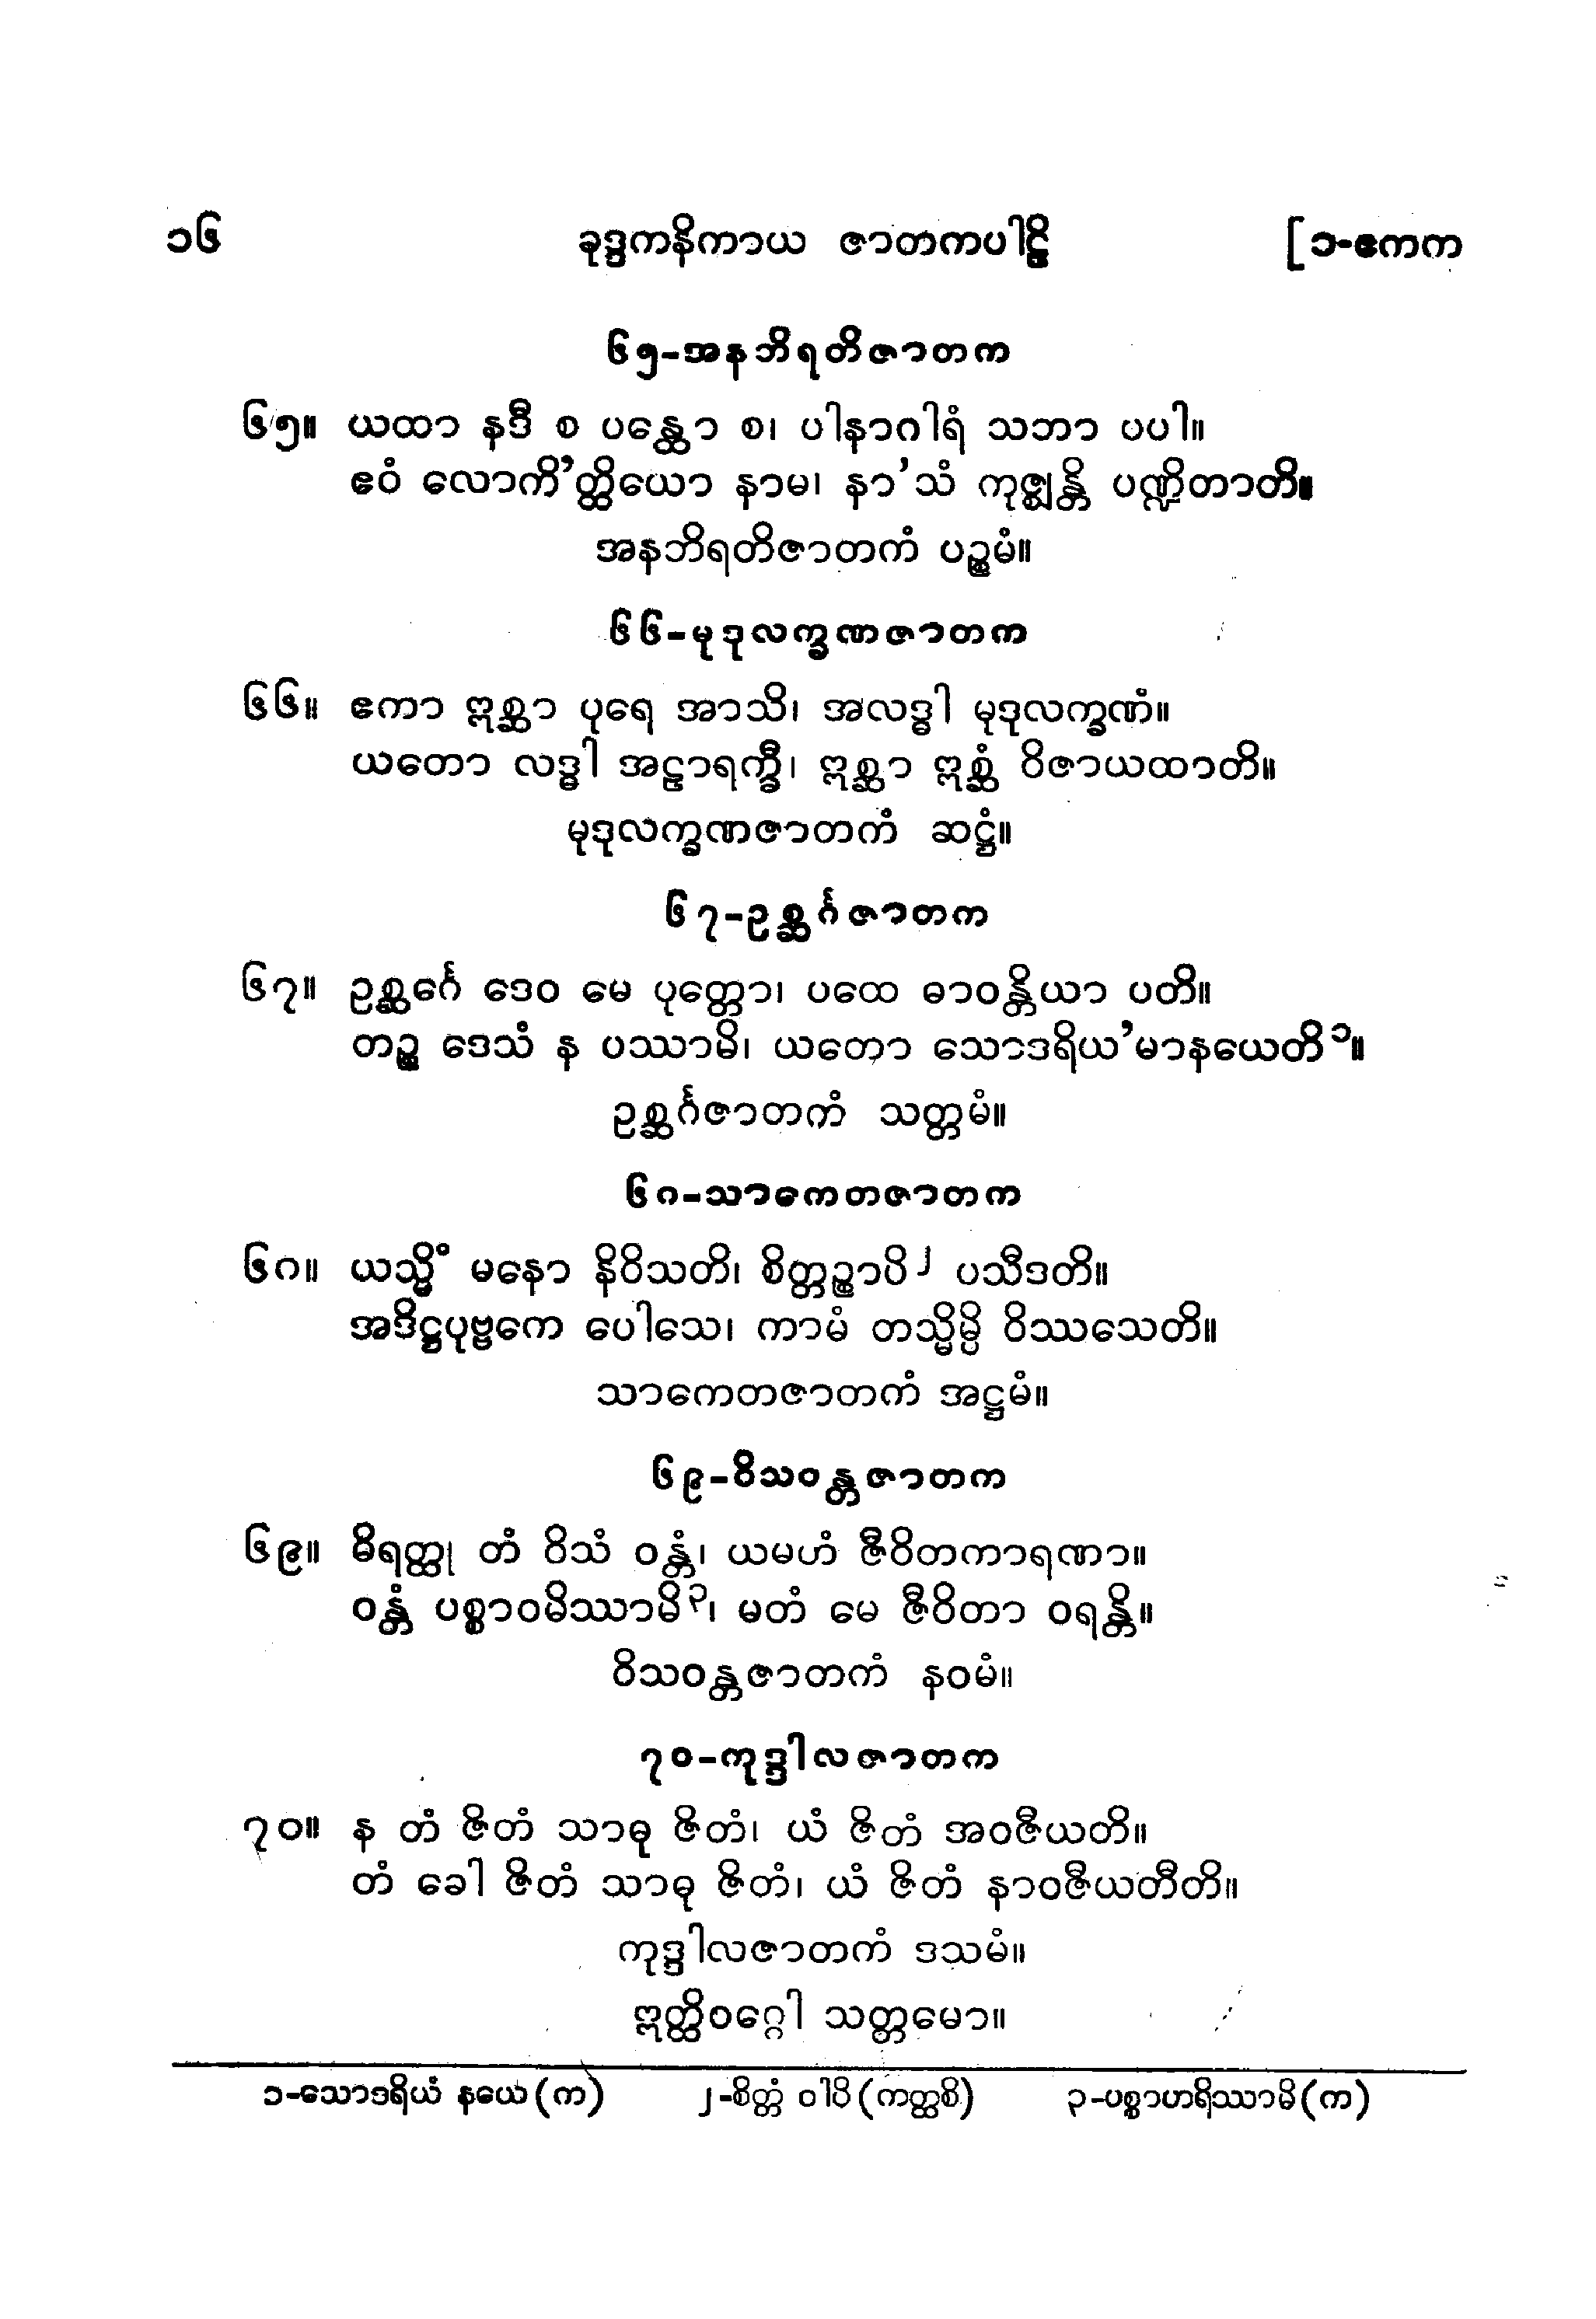 ၁၆ ခုဒ္ဒကနိကာယ ဇာတကပါဠိ [၁-ဧကက
၆၅-အနဘိရတိဇာတက
၆၅။ ယထာ နဒီ စ ပန္ထော စ၊ ပါနာဂါရံ သဘာ ပပါ။
ဧဝံ လောကိ’တ္ထိယော နာမ၊ နာ’သံ ကုဇ္ဈန္တိ ပဏ္ဍိတာတိ။
အနဘိရတိဇာတကံ ပဉ္စမံ။
၆၆-မုဒုလက္ခဏဇာတက
၆၆။ ဧကာ ဣစ္ဆာ ပုရေ အာသိ၊ အလဒ္ဓါ မုဒုလက္ခဏံ။
ယတော လဒ္ဓါ အဠာရက္ခီ၊ ဣစ္ဆာ ဣစ္ဆံ ဝိဇာယထာတိ။
မုဒုလက္ခဏဇာတကံ ဆဋ္ဌံ။
၆၇-ဥစ္ဆင်္ဂဇာတက
၆၇။ ဥစ္ဆင်္ဂေ ဒေဝ မေ ပုတ္တော၊ ပထေ ဓာဝန္တိယာ ပတိ။
တဉ္စ ဒေသံ န ပဿာမိ၊ ယတော သောဒရိယ’မာနယေတိ၁။
ဥစ္ဆင်္ဂဇာတကံ သတ္တမံ။
၆၈-သာကေတဇာတက
၆၈။ ယသ္မိံ မနော နိဝိသတိ၊ စိတ္တဉ္စာပိ၂ ပသီဒတိ။
အဒိဋ္ဌပုဗ္ဗကေ ပေါသေ၊ ကာမံ တသ္မိမ္ပိ ဝိဿသေတိ။
သာကေတဇာတကံ အဋ္ဌမံ။
၆၉-ဝိသဝန္တဇာတက
၆၉။ ဓိရတ္ထု တံ ဝိသံ ဝန္တံ၊ ယမဟံ ဇီဝိတကာရဏာ။
ဝန္တံ ပစ္စာဝမိဿာမိ၃၊ မတံ မေ ဇီဝိတာ ဝရန္တိ။
ဝိသဝန္တဇာတကံ နဝမံ။
၇၀-ကုဒ္ဒါလဇာတက
၇၀။ န တံ ဇိတံ သာဓု ဇိတံ၊ ယံ ဇိတံ အဝဇီယတိ။
တံ ခေါ ဇိတံ သာဓု ဇိတံ၊ ယံ ဇိတံ နာဝဇီယတီတိ။
ကုဒ္ဒါလဇာတကံ ဒသမံ။
ဣတ္ထိဝဂ္ဂေါ သတ္တမော။
၁-သောဒရိယံ နယေ (က) ၂-စိတ္တံ ဝါပိ (ကတ္ထစိ) ၃-ပစ္စာဟရိဿာမိ (က)